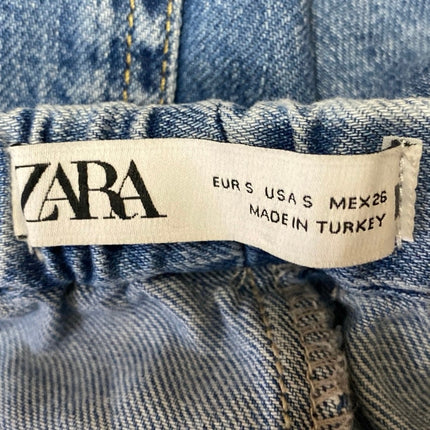 ZARA
EUR S USA S MEX 26
MADE IN TURKEY